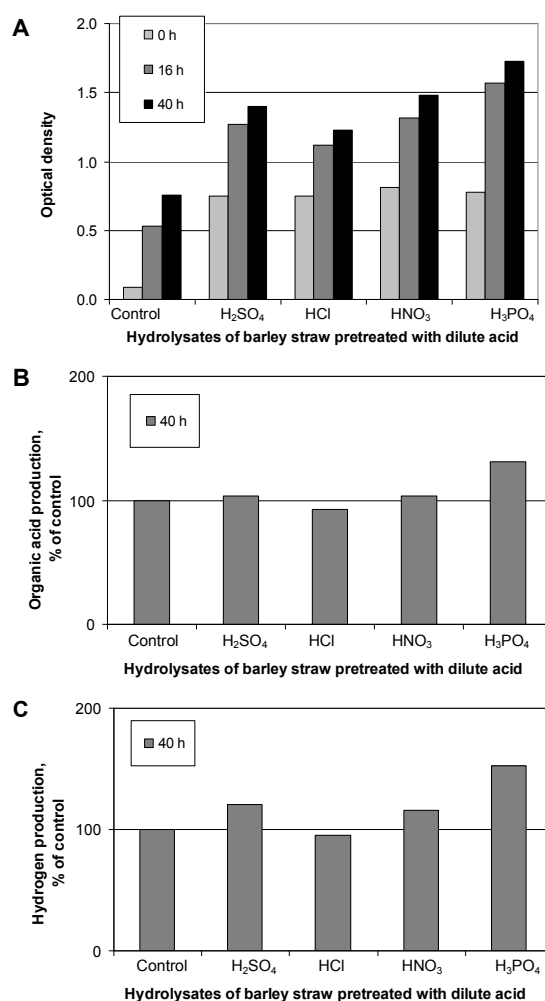 A
2.0
1.5
1.0
0.5
0.0
Optical density
0 h
16 h
40 h
Control H₂SO₄ HCl HNO₃ H₃PO₄
Hydrolysates of barley straw pretreated with dilute acid
B
200
100
0
Organic acid production,
% of control
40 h
Control H₂SO₄ HCl HNO₃ H₃PO₄
Hydrolysates of barley straw pretreated with dilute acid
C
200
100
0
Hydrogen production,
% of control
40 h
Control H₂SO₄ HCl HNO₃ H₃PO₄
Hydrolysates of barley straw pretreated with dilute acid